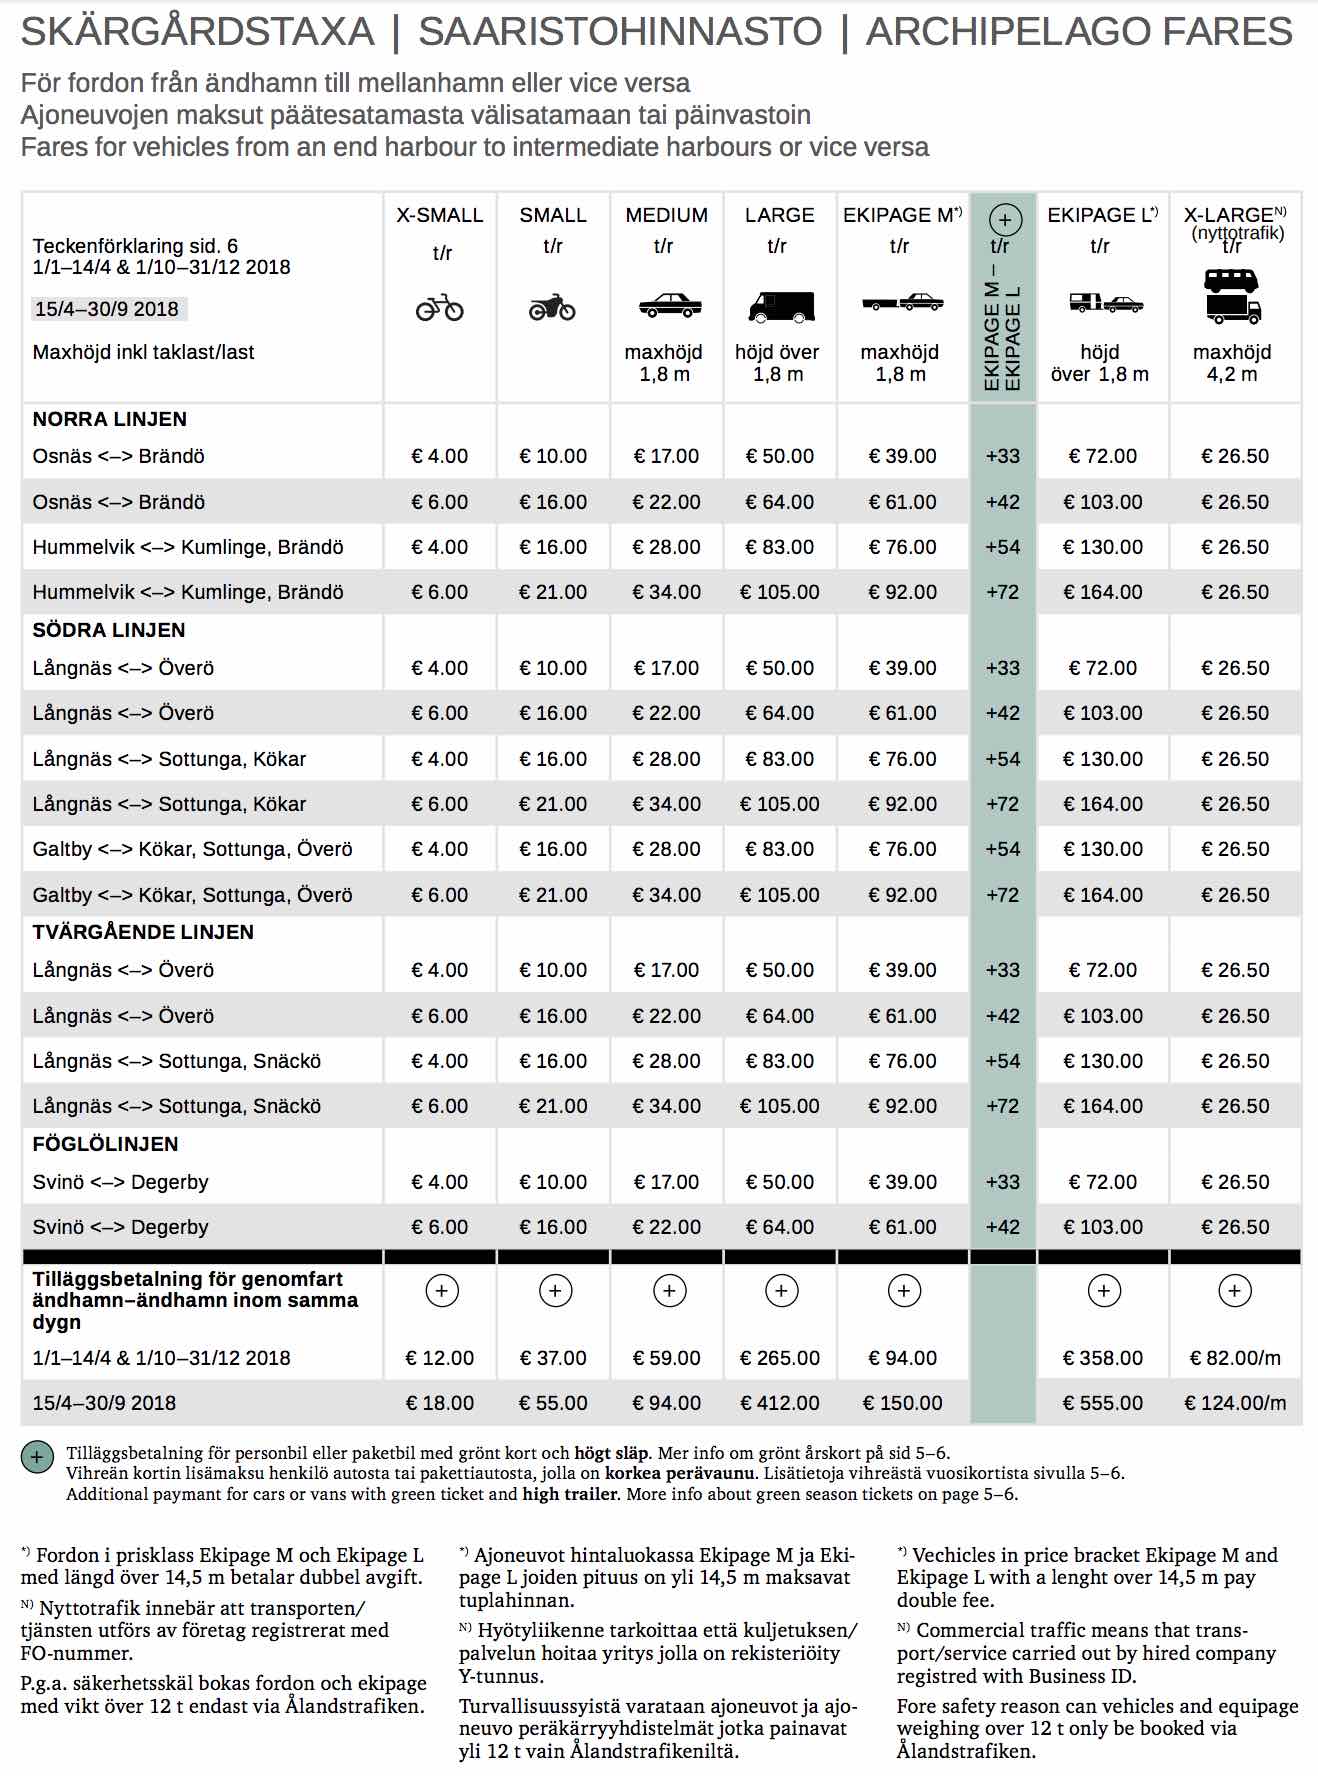 SKÄRGÅRDSTAXA | SAARISTOHINNASTO | ARCHIPELAGO FARES
För fordon från ändhamn till mellanhamn eller vice versa
Ajoneuvojen maksut päätesatamasta välisatamaan tai päinvastoin
Fares for vehicles from an end harbour to intermediate harbours or vice versa
X-SMALL SMALL MEDIUM LARGE EKIPAGE M*) + EKIPAGE L*) X-LARGE N)
(nyttotrafik)
Teckenförklaring sid. 6 t/r t/r t/r t/r t/r t/r t/r t/r
1/1–14/4 & 1/10–31/12 2018
EKIPAGE M –
EKIPAGE L
15/4–30/9 2018
Maxhöjd inkl taklast/last maxhöjd höjd över maxhöjd höjd maxhöjd
1,8 m 1,8 m 1,8 m över 1,8 m 4,2 m
NORRA LINJEN
Osnäs <–> Brändö € 4.00 € 10.00 € 17.00 € 50.00 € 39.00 +33 € 72.00 € 26.50
Osnäs <–> Brändö € 6.00 € 16.00 € 22.00 € 64.00 € 61.00 +42 € 103.00 € 26.50
Hummelvik <–> Kumlinge, Brändö € 4.00 € 16.00 € 28.00 € 83.00 € 76.00 +54 € 130.00 € 26.50
Hummelvik <–> Kumlinge, Brändö € 6.00 € 21.00 € 34.00 € 105.00 € 92.00 +72 € 164.00 € 26.50
SÖDRA LINJEN
Långnäs <–> Överö € 4.00 € 10.00 € 17.00 € 50.00 € 39.00 +33 € 72.00 € 26.50
Långnäs <–> Överö € 6.00 € 16.00 € 22.00 € 64.00 € 61.00 +42 € 103.00 € 26.50
Långnäs <–> Sottunga, Kökar € 4.00 € 16.00 € 28.00 € 83.00 € 76.00 +54 € 130.00 € 26.50
Långnäs <–> Sottunga, Kökar € 6.00 € 21.00 € 34.00 € 105.00 € 92.00 +72 € 164.00 € 26.50
Galtby <–> Kökar, Sottunga, Överö € 4.00 € 16.00 € 28.00 € 83.00 € 76.00 +54 € 130.00 € 26.50
Galtby <–> Kökar, Sottunga, Överö € 6.00 € 21.00 € 34.00 € 105.00 € 92.00 +72 € 164.00 € 26.50
TVÄRGÅENDE LINJEN
Långnäs <–> Överö € 4.00 € 10.00 € 17.00 € 50.00 € 39.00 +33 € 72.00 € 26.50
Långnäs <–> Överö € 6.00 € 16.00 € 22.00 € 64.00 € 61.00 +42 € 103.00 € 26.50
Långnäs <–> Sottunga, Snäckö € 4.00 € 16.00 € 28.00 € 83.00 € 76.00 +54 € 130.00 € 26.50
Långnäs <–> Sottunga, Snäckö € 6.00 € 21.00 € 34.00 € 105.00 € 92.00 +72 € 164.00 € 26.50
FÖGLÖLINJEN
Svinö <–> Degerby € 4.00 € 10.00 € 17.00 € 50.00 € 39.00 +33 € 72.00 € 26.50
Svinö <–> Degerby € 6.00 € 16.00 € 22.00 € 64.00 € 61.00 +42 € 103.00 € 26.50
Tilläggsbetalning för genomfart + + + + + + +
ändhamn–ändhamn inom samma
dygn
1/1–14/4 & 1/10–31/12 2018 € 12.00 € 37.00 € 59.00 € 265.00 € 94.00 € 358.00 € 82.00/m
15/4–30/9 2018 € 18.00 € 55.00 € 94.00 € 412.00 € 150.00 € 555.00 € 124.00/m
+ Tilläggsbetalning för personbil eller paketbil med grönt kort och högt släp. Mer info om grönt årskort på sid 5–6.
Vihreän kortin lisämaksu henkilö autosta tai pakettiautosta, jolla on korkea perävaunu. Lisätietoja vihreästä vuosikortista sivulla 5–6.
Additional paymant for cars or vans with green ticket and high trailer. More info about green season tickets on page 5–6.
*) Fordon i prisklass Ekipage M och Ekipage L
med längd över 14,5 m betalar dubbel avgift.
N) Nyttotrafik innebär att transporten/
tjänsten utförs av företag registrerat med
FO-nummer.
P.g.a. säkerhetsskäl bokas fordon och ekipage
med vikt över 12 t endast via Ålandstrafiken.
*) Ajoneuvot hintaluokassa Ekipage M ja Eki-
page L joiden pituus on yli 14,5 m maksavat
tuplahinnan.
N) Hyötyliikenne tarkoittaa että kuljetuksen/
palvelun hoitaa yritys jolla on rekisteriöity
Y-tunnus.
Turvallisuussyistä varataan ajoneuvot ja ajo-
neuvo peräkärryyhdistelmät jotka painavat
yli 12 t vain Ålandstrafikeniltä.
*) Vechicles in price bracket Ekipage M and
Ekipage L with a lenght over 14,5 m pay
double fee.
N) Commercial traffic means that trans-
port/service carried out by hired company
registred with Business ID.
Fore safety reason can vehicles and equipage
weighing over 12 t only be booked via
Ålandstrafiken.